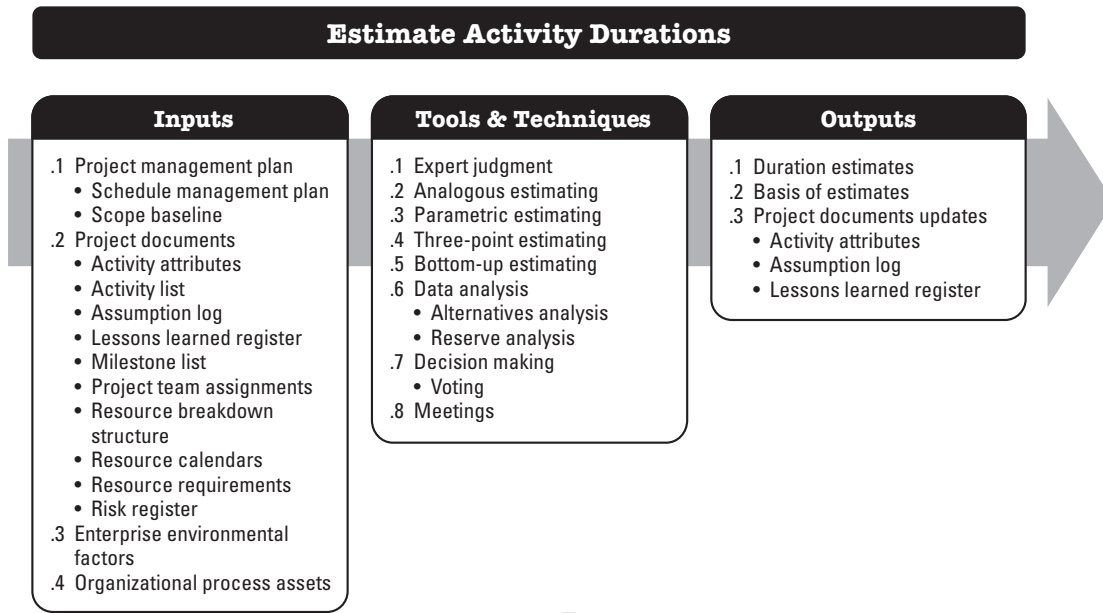 Estimate Activity Durations
Inputs
.1 Project management plan
• Schedule management plan
• Scope baseline
.2 Project documents
• Activity attributes
• Activity list
• Assumption log
• Lessons learned register
• Milestone list
• Project team assignments
• Resource breakdown
structure
• Resource calendars
• Resource requirements
• Risk register
.3 Enterprise environmental
factors
.4 Organizational process assets
Tools & Techniques
.1 Expert judgment
.2 Analogous estimating
.3 Parametric estimating
.4 Three-point estimating
.5 Bottom-up estimating
.6 Data analysis
• Alternatives analysis
• Reserve analysis
.7 Decision making
• Voting
.8 Meetings
Outputs
.1 Duration estimates
.2 Basis of estimates
.3 Project documents updates
• Activity attributes
• Assumption log
• Lessons learned register